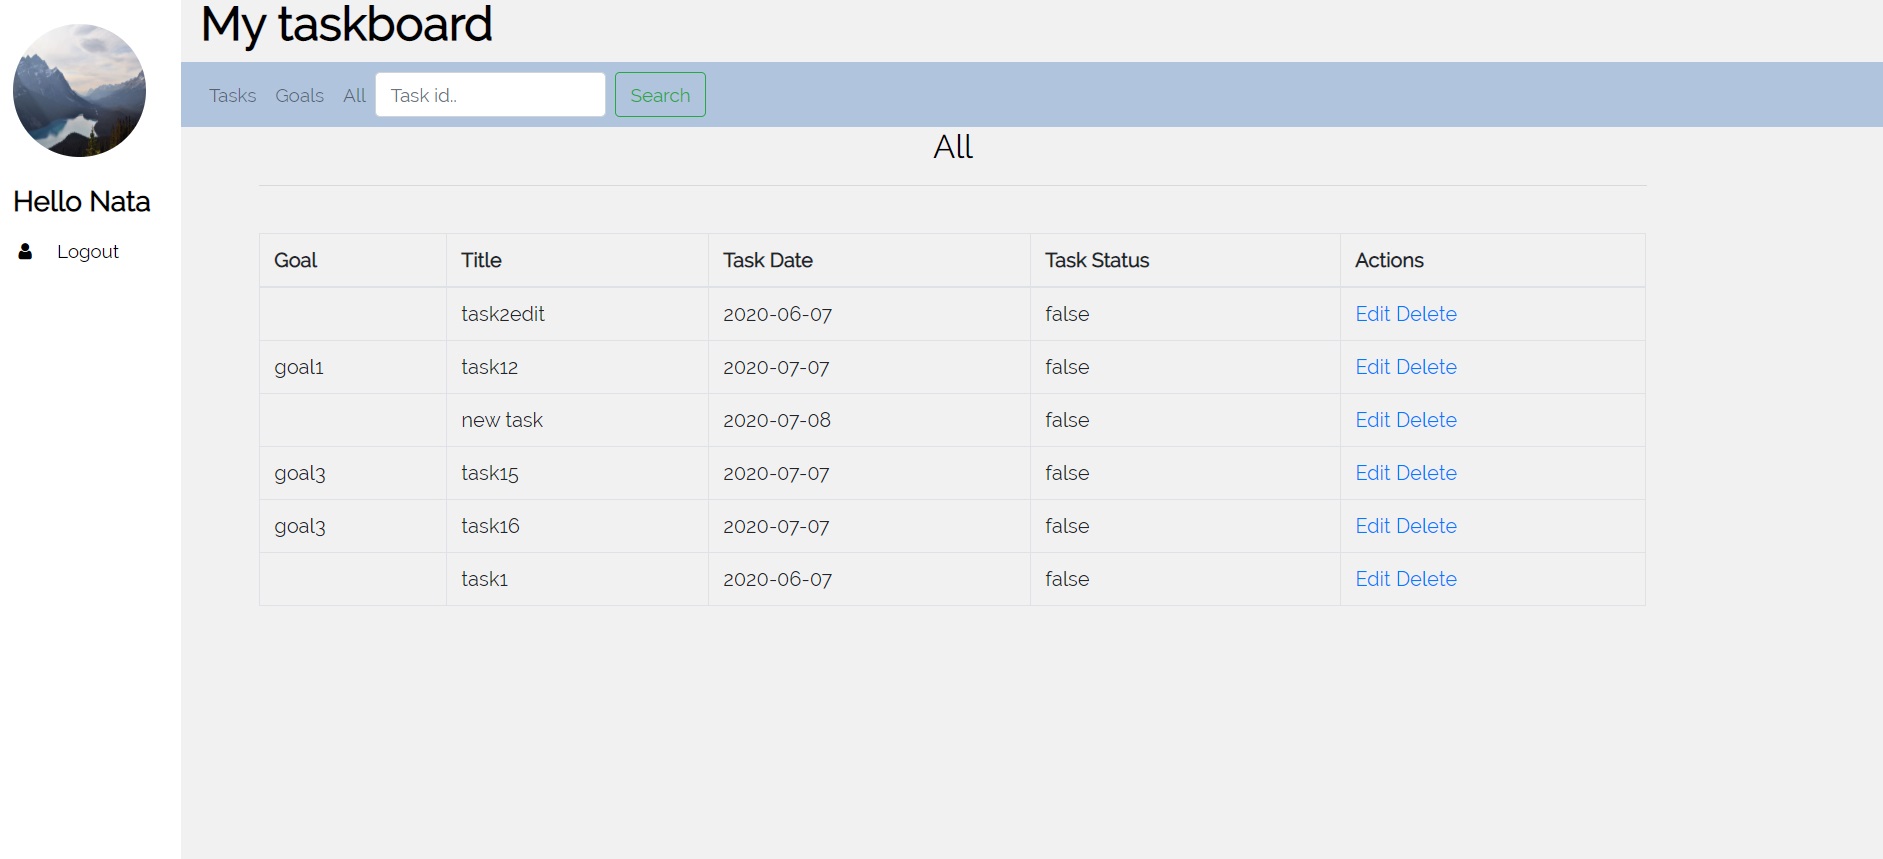 My taskboard
Tasks Goals All Task id.. Search
Hello Nata
Logout
All
Goal Title Task Date Task Status Actions
task2edit 2020-06-07 false Edit Delete
goal1 task12 2020-07-07 false Edit Delete
new task 2020-07-08 false Edit Delete
goal3 task15 2020-07-07 false Edit Delete
goal3 task16 2020-07-07 false Edit Delete
task1 2020-06-07 false Edit Delete